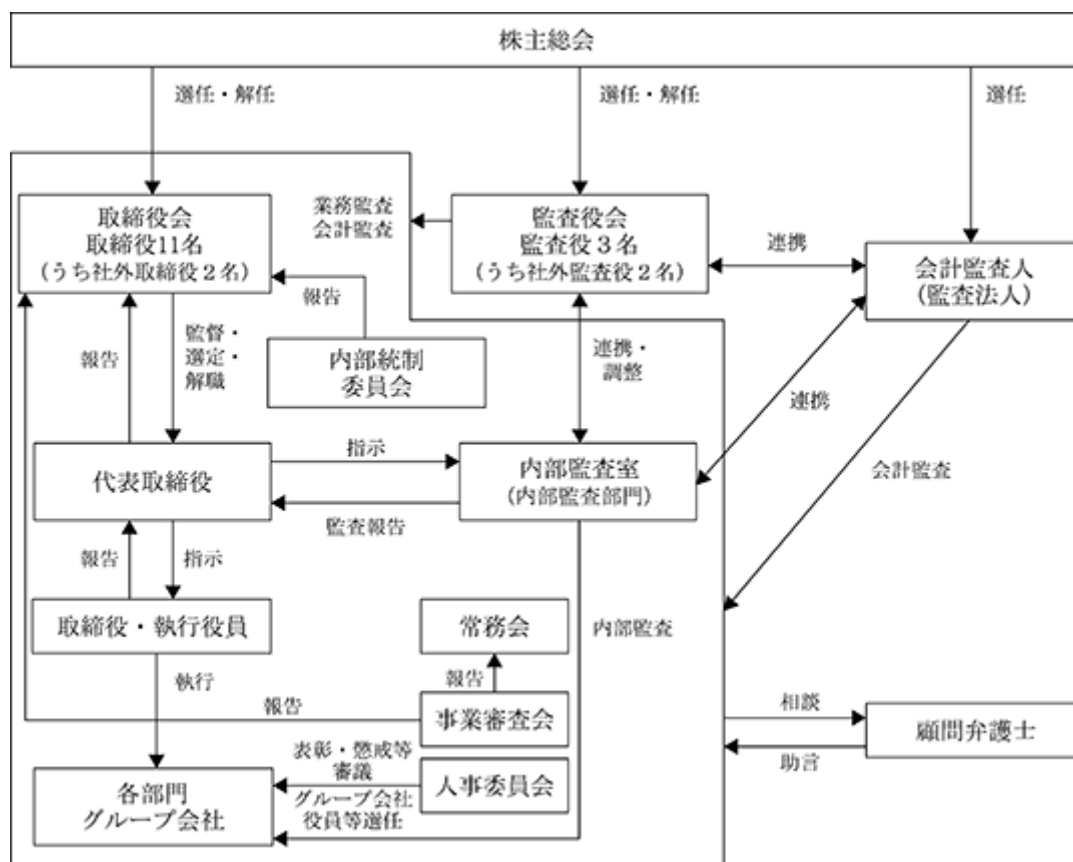 株主総会
選任・解任
選任・解任
選任
取締役会
取締役11名
(うち社外取締役２名)
業務監査
会計監査
監査役会
監査役３名
(うち社外監査役２名)
連携
会計監査人
(監査法人)
報告
報告
監督・
選定・
解職
内部統制
委員会
連携・
調整
連携
代表取締役
指示
監査報告
内部監査室
(内部監査部門)
会計監査
報告
指示
取締役・執行役員
常務会
内部監査
執行
報告
報告
事業審査会
相談
顧問弁護士
助言
表彰・懲戒等
審議
人事委員会
グループ会社
役員等選任
各部門
グループ会社